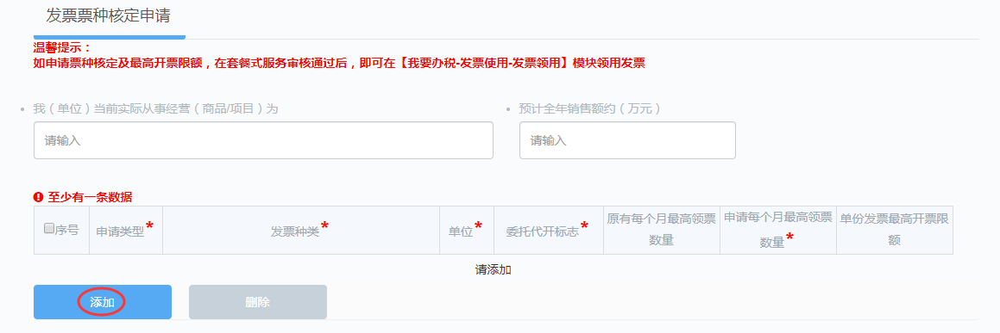 发票票种核定申请
温馨提示：
如申请票种核定及最高开票限额，在套餐式服务审核通过后，即可在【我要办税-发票使用-发票领用】模块领用发票
我（单位）当前实际从事经营（商品/项目）为
预计全年销售额约（万元）
请输入
请输入
至少有一条数据
序号
申请类型*
发票种类*
单位*
委托代开标志*
原有每个月最高领票
数量
申请每个月最高领票
数量*
单份发票最高开票限
额
请添加
添加
删除